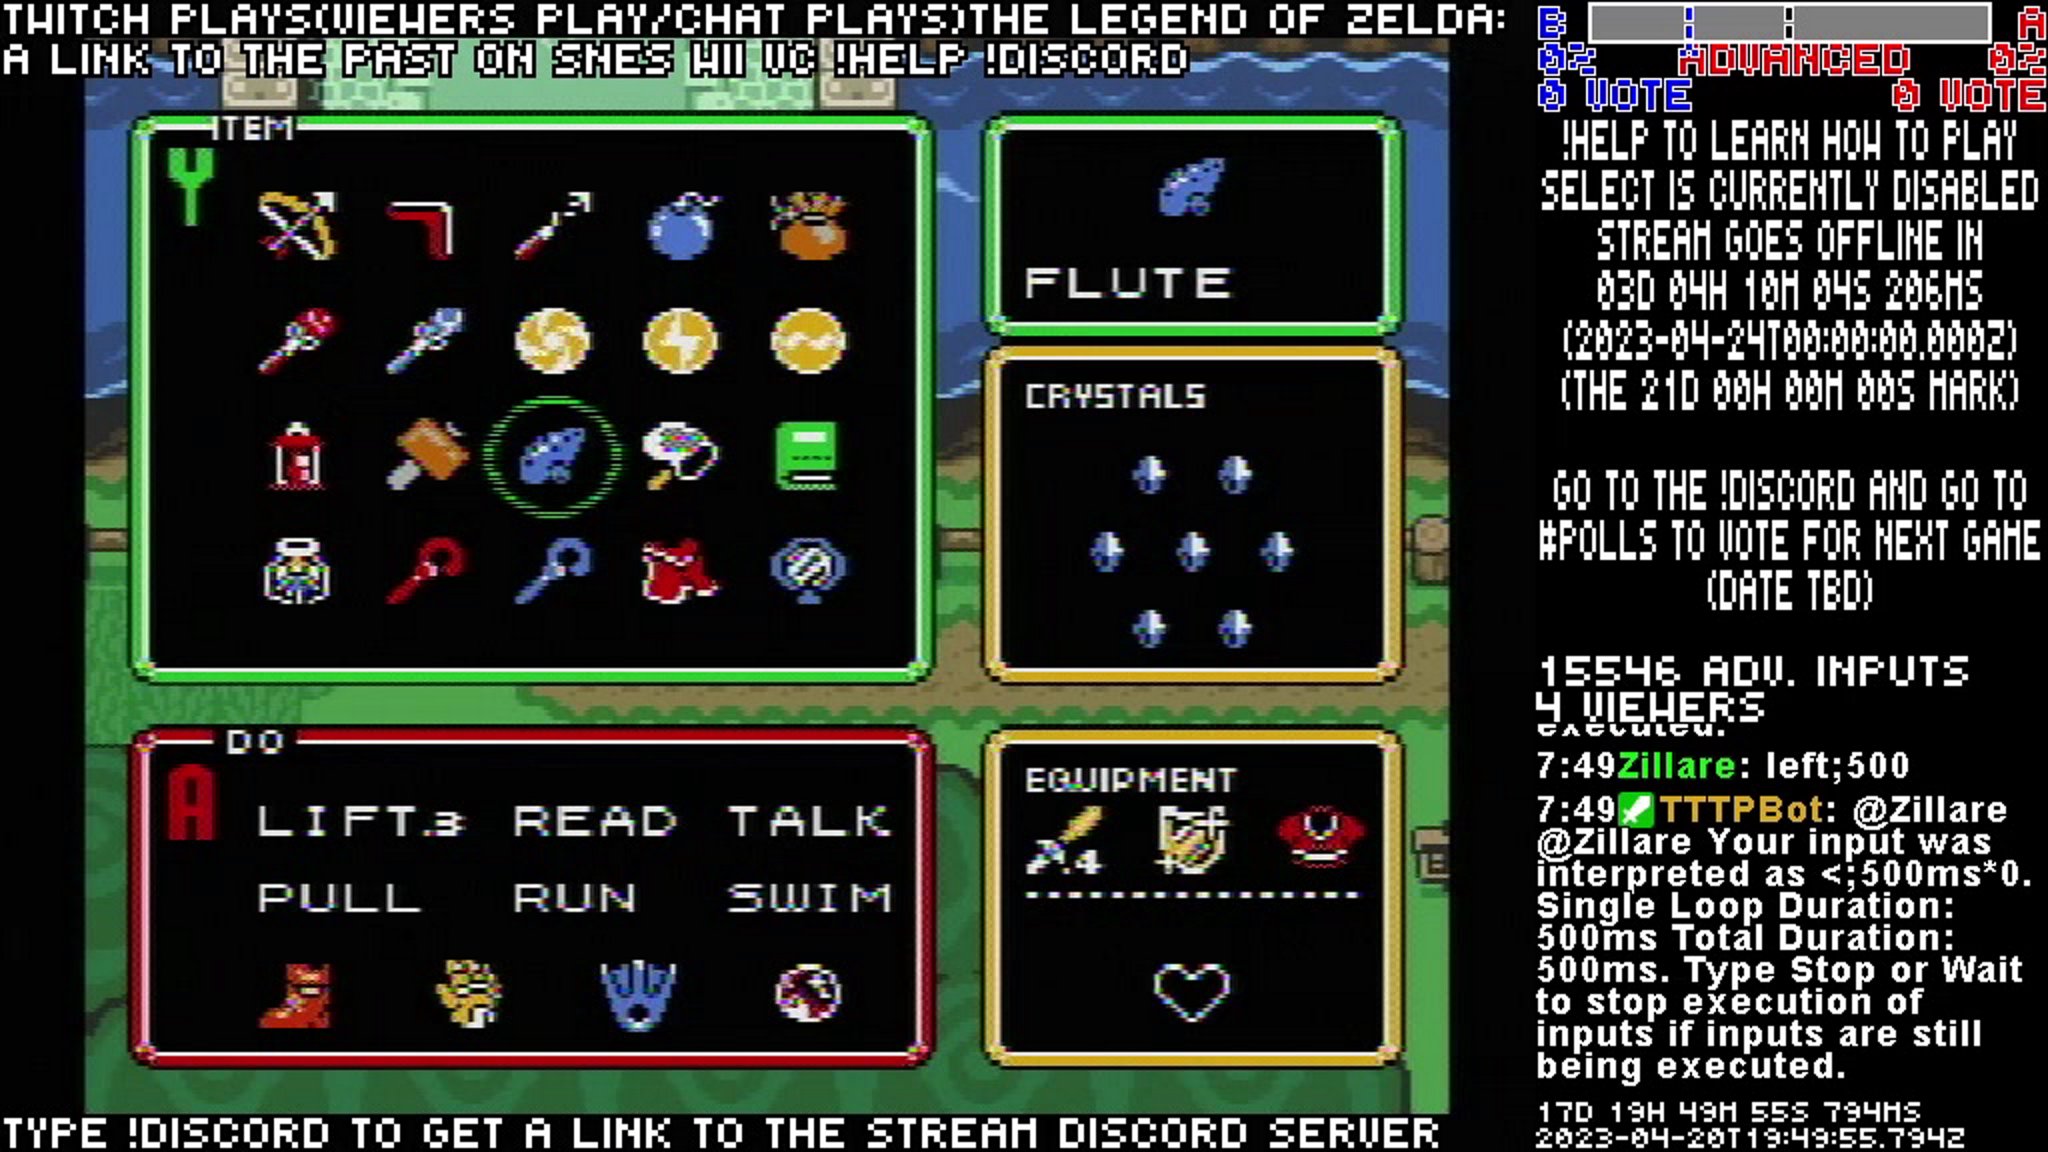 TWITCH PLAYS(VIEWERS PLAY/CHAT PLAYS)THE LEGEND OF ZELDA:
A LINK TO THE PAST ON SNES WII VC !HELP !DISCORD
B A
0% ADVANCED 0%
0 VOTE 0 VOTE
!HELP TO LEARN HOW TO PLAY
SELECT IS CURRENTLY DISABLED
STREAM GOES OFFLINE IN
03D 04H 10M 04S 206MS
(2023-04-24T00:00:00.000Z)
(THE 21D 00H 00M 00S MARK)
GO TO THE !DISCORD AND GO TO
#POLLS TO VOTE FOR NEXT GAME
(DATE TBD)
15546 ADV. INPUTS
4 VIEWERS
executed.
7:49Zillare: left;500
7:49TTTPBot: @Zillare
@Zillare Your input was
interpreted as <;500ms*0.
Single Loop Duration:
500ms Total Duration:
500ms. Type Stop or Wait
to stop execution of
inputs if inputs are still
being executed.
17D 19H 49M 55S 794MS
2023-04-20T19:49:55.794Z
ITEM
Y
FLUTE
CRYSTALS
DO
A
LIFT.3 READ TALK
PULL RUN SWIM
EQUIPMENT
.4
TYPE !DISCORD TO GET A LINK TO THE STREAM DISCORD SERVER